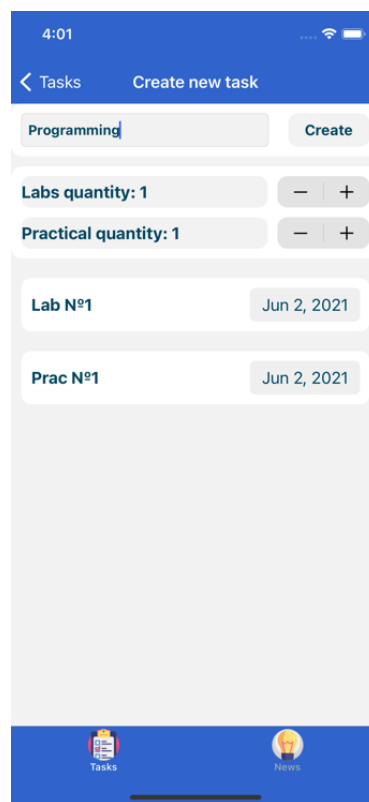 4:01
Tasks Create new task
Programming Create
Labs quantity: 1 − +
Practical quantity: 1 − +
Lab Nº1 Jun 2, 2021
Prac Nº1 Jun 2, 2021
Tasks News